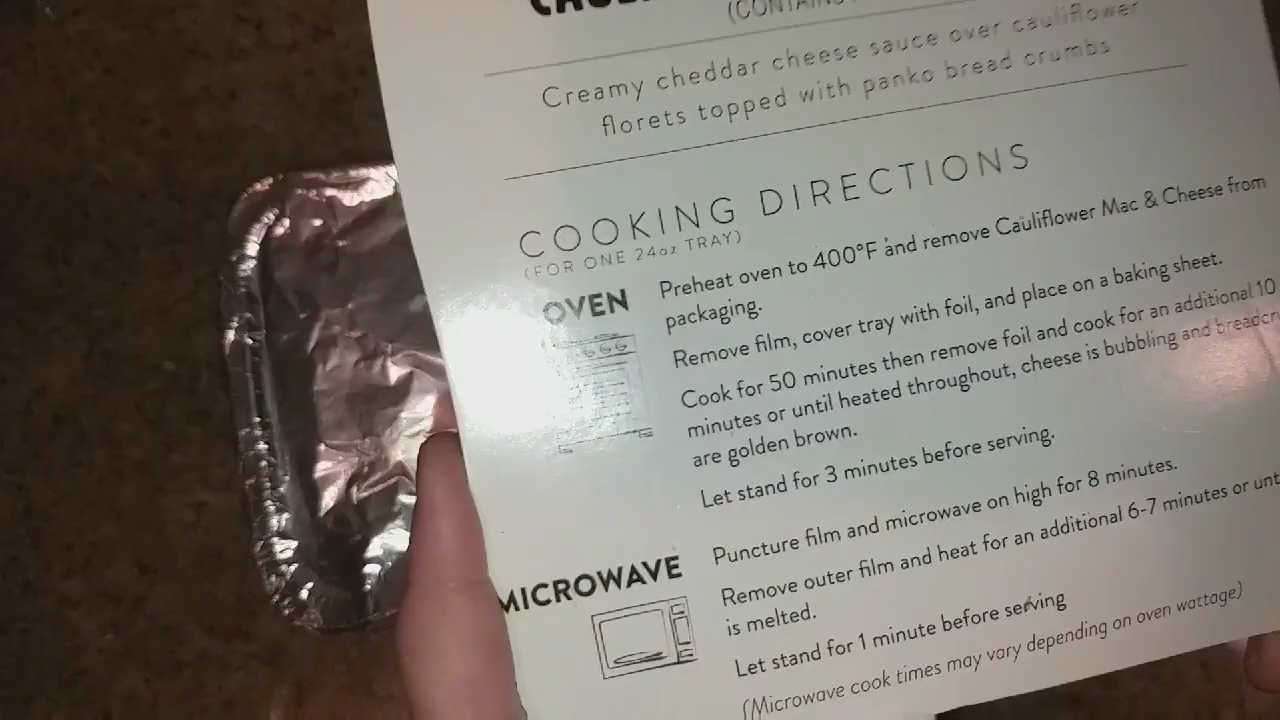 (CONTAINS
Creamy cheddar cheese sauce over cauliflower
florets topped with panko bread crumbs
COOKING DIRECTIONS
(FOR ONE 24oz TRAY)
OVEN
Preheat oven to 400°F and remove Cauliflower Mac & Cheese from
packaging.
Remove film, cover tray with foil, and place on a baking sheet.
Cook for 50 minutes then remove foil and cook for an additional 10
minutes or until heated throughout, cheese is bubbling and breadcru
are golden brown.
Let stand for 3 minutes before serving.
MICROWAVE
Puncture film and microwave on high for 8 minutes.
Remove outer film and heat for an additional 6-7 minutes or unt
is melted.
Let stand for 1 minute before serving
(Microwave cook times may vary depending on oven wattage)